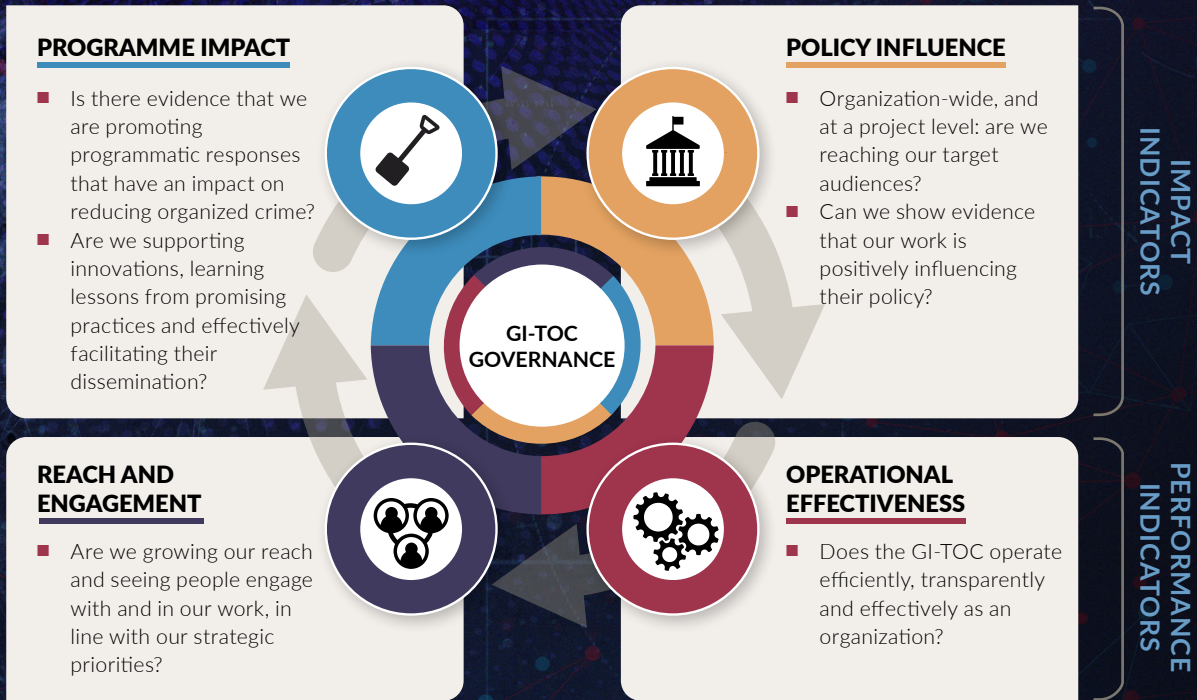 PROGRAMME IMPACT
■ Is there evidence that we
are promoting
programmatic responses
that have an impact on
reducing organized crime?
■ Are we supporting
innovations, learning
lessons from promising
practices and effectively
facilitating their
dissemination?
POLICY INFLUENCE
■ Organization-wide, and
at a project level: are we
reaching our target
audiences?
■ Can we show evidence
that our work is
positively influencing
their policy?
IMPACT
INDICATORS
GI-TOC
GOVERNANCE
REACH AND
ENGAGEMENT
■ Are we growing our reach
and seeing people engage
with and in our work, in
line with our strategic
priorities?
OPERATIONAL
EFFECTIVENESS
■ Does the GI-TOC operate
efficiently, transparently
and effectively as an
organization?
PERFORMANCE
INDICATORS